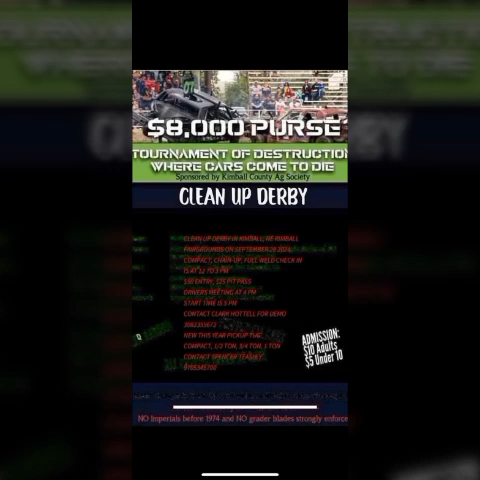 $8,000 PURSE
TOURNAMENT OF DESTRUCTION
WHERE CARS COME TO DIE
Sponsored by Kimball County Ag Society
CLEAN UP DERBY
CLEAN UP DERBY IN KIMBALL, NE KIMBALL
FAIRGROUNDS ON SEPTEMBER
COMPACT, CHAIN-UP, FULL WELD CHECK IN
IS AT 12 TO 3 PM
$50 ENTRY, $25 PIT PASS
DRIVERS MEETING AT 4 PM
START TIME IS 5 PM
CONTACT CLARK HOTTELL FOR DEMO
3082355672
NEW THIS YEAR PICKUP
COMPACT, 1/2 TON, 3/4 TON, 1 TON
CONTACT SPENCER
ADMISSION:
$10 Adults
$5 Under 10
NO Imperials before 1974 and NO grader blades strongly enforce